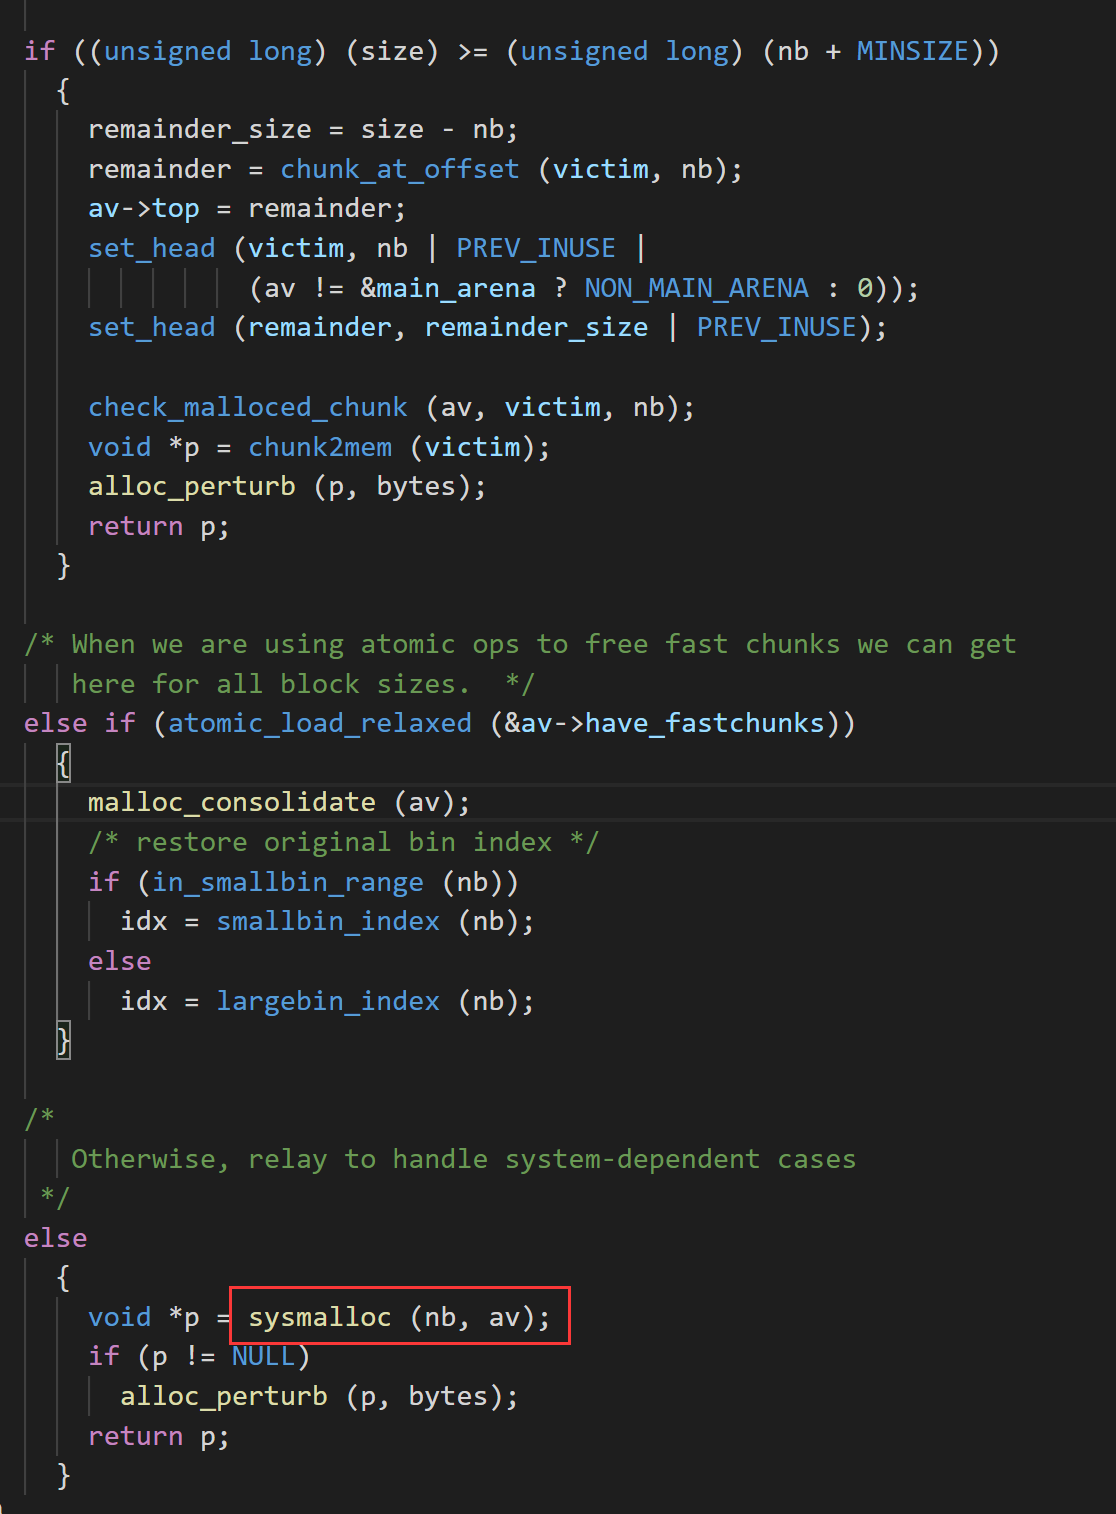 if ((unsigned long) (size) >= (unsigned long) (nb + MINSIZE))
{
remainder_size = size - nb;
remainder = chunk_at_offset (victim, nb);
av->top = remainder;
set_head (victim, nb | PREV_INUSE |
(av != &main_arena ? NON_MAIN_ARENA : 0));
set_head (remainder, remainder_size | PREV_INUSE);
check_malloced_chunk (av, victim, nb);
void *p = chunk2mem (victim);
alloc_perturb (p, bytes);
return p;
}
/* When we are using atomic ops to free fast chunks we can get
here for all block sizes.  */
else if (atomic_load_relaxed (&av->have_fastchunks))
{
malloc_consolidate (av);
/* restore original bin index */
if (in_smallbin_range (nb))
idx = smallbin_index (nb);
else
idx = largebin_index (nb);
}
/*
Otherwise, relay to handle system-dependent cases
*/
else
{
void *p = sysmalloc (nb, av);
if (p != NULL)
alloc_perturb (p, bytes);
return p;
}